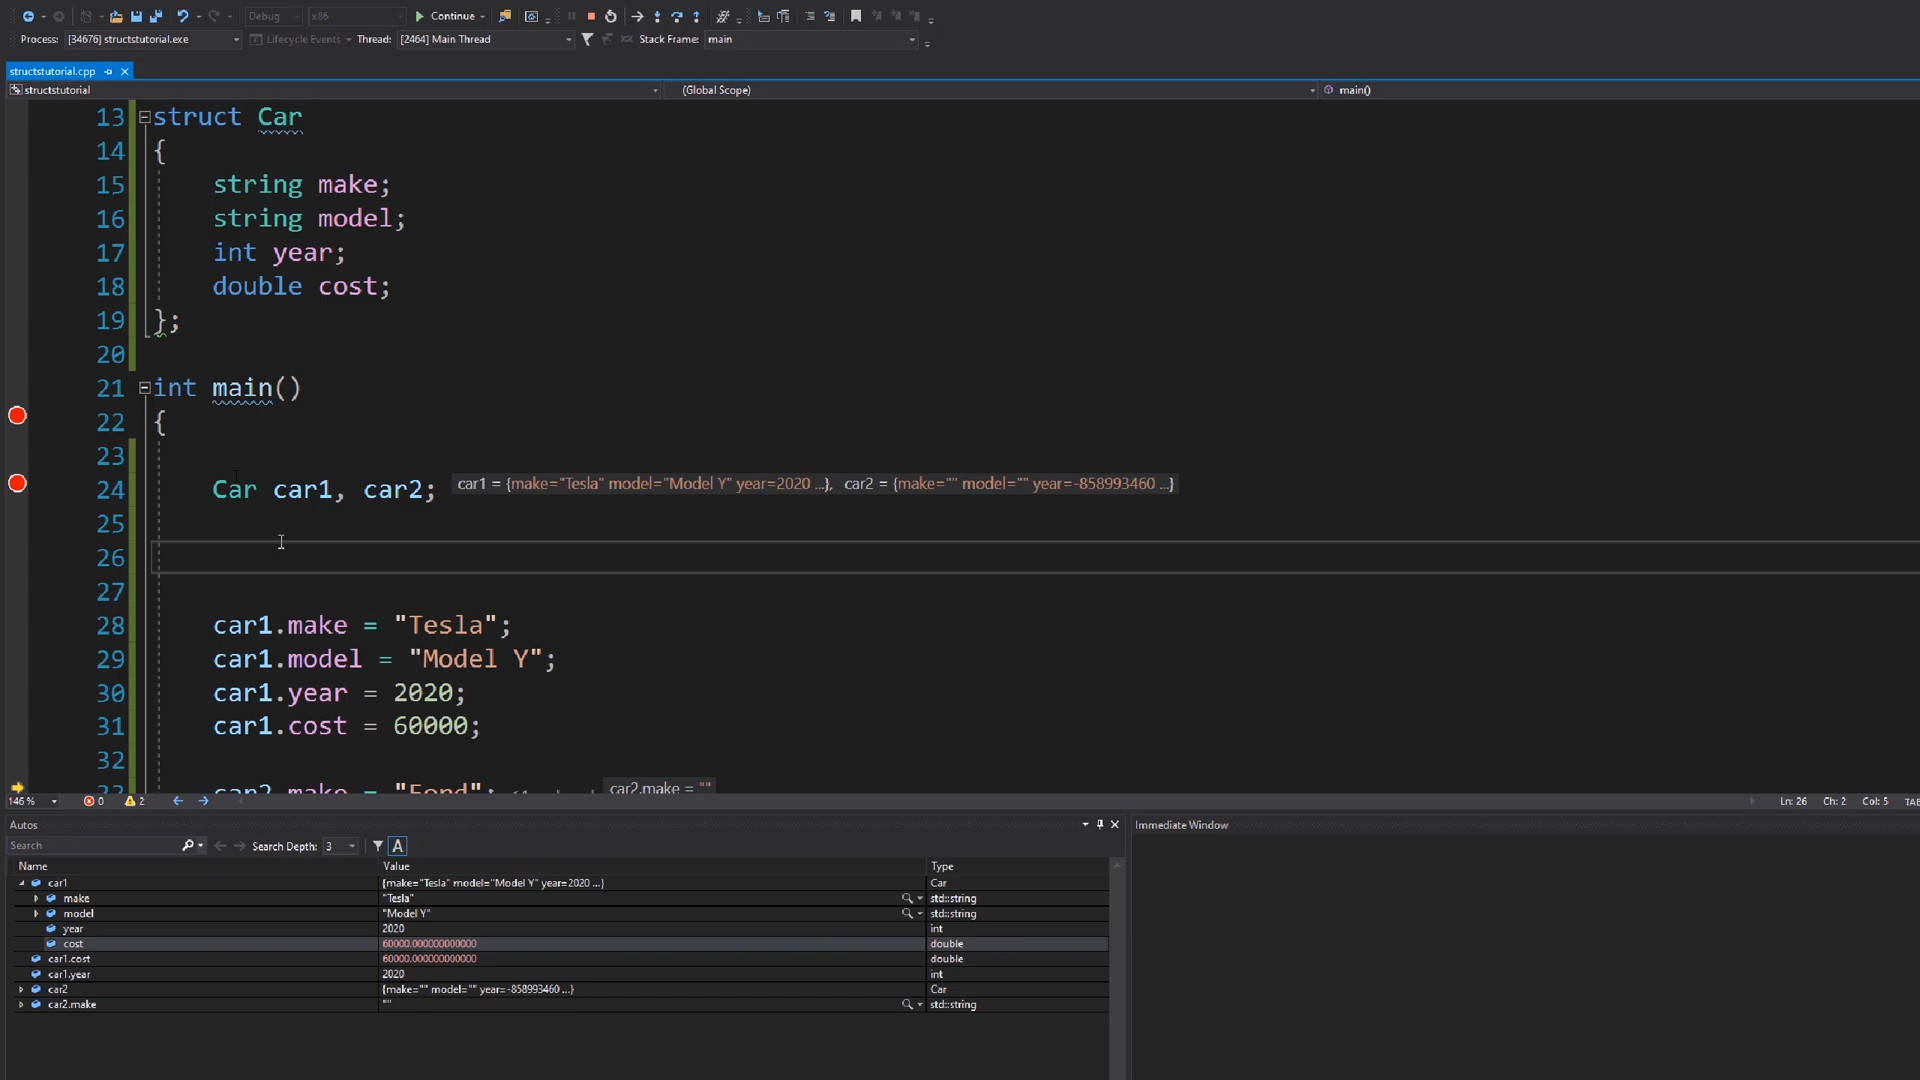 Debug x86 Continue
Process: [34676] structstutorial.exe Lifecycle Events Thread: [2464] Main Thread Stack Frame: main
structstutorial.cpp
structstutorial (Global Scope) main()
13 struct Car
14 {
15 string make;
16 string model;
17 int year;
18 double cost;
19 };
20
21 int main()
22 {
23
24 Car car1, car2; car1 = {make="Tesla" model="Model Y" year=2020 ...}, car2 = {make="" model="" year=-858993460 ...}
25
26
27
28 car1.make = "Tesla";
29 car1.model = "Model Y";
30 car1.year = 2020;
31 car1.cost = 60000;
32
33 car2.make = "Ford"; car2.make = ""
146 % 0 2 Ln: 26 Ch: 2 Col: 5 TAB
Autos Immediate Window
Search Search Depth: 3 A
Name Value Type
car1 {make="Tesla" model="Model Y" year=2020 ...} Car
make "Tesla" std::string
model "Model Y" std::string
year 2020 int
cost 60000.000000000000 double
car1.cost 60000.000000000000 double
car1.year 2020 int
car2 {make="" model="" year=-858993460 ...} Car
car2.make "" std::string